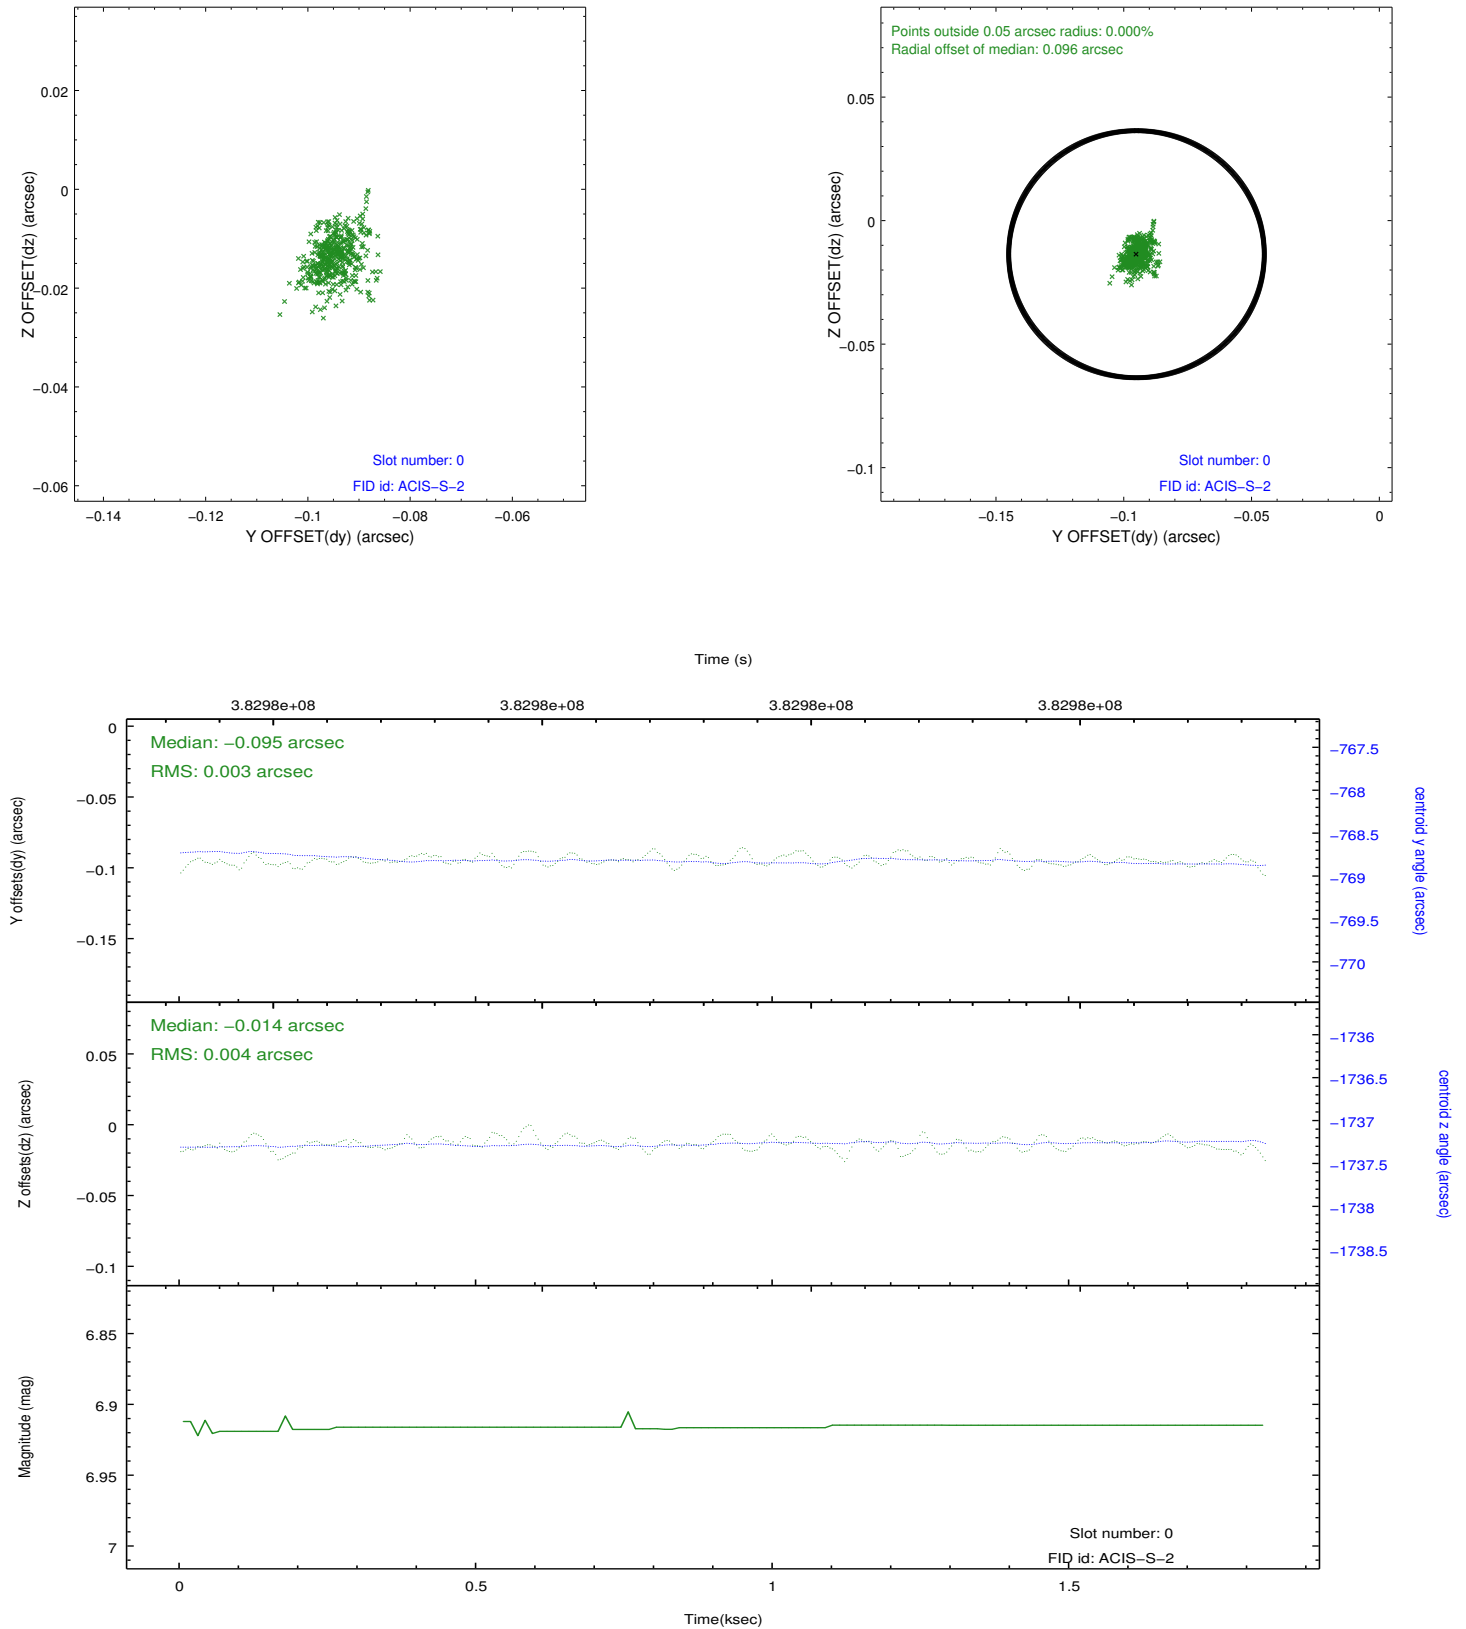 0.02
0
−0.02
−0.04
−0.06
Z OFFSET(dz) (arcsec)
Slot number: 0
FID id: ACIS−S−2
−0.14
−0.12
−0.1
−0.08
−0.06
Y OFFSET(dy) (arcsec)
Points outside 0.05 arcsec radius: 0.000%
Radial offset of median: 0.096 arcsec
0.05
0
−0.05
−0.1
Z OFFSET(dz) (arcsec)
Slot number: 0
FID id: ACIS−S−2
−0.15
−0.1
−0.05
0
Y OFFSET(dy) (arcsec)
Time (s)
3.8298e+08
3.8298e+08
3.8298e+08
3.8298e+08
Median: −0.095 arcsec
RMS: 0.003 arcsec
0
−0.05
−0.1
−0.15
Y offsets(dy) (arcsec)
−767.5
−768
−768.5
−769
−769.5
−770
centroid y angle (arcsec)
Median: −0.014 arcsec
RMS: 0.004 arcsec
0.05
0
−0.05
−0.1
Z offsets(dz) (arcsec)
−1736
−1736.5
−1737
−1737.5
−1738
−1738.5
centroid z angle (arcsec)
6.85
6.9
6.95
7
Magnitude (mag)
Slot number: 0
FID id: ACIS−S−2
0
0.5
1
1.5
Time(ksec)